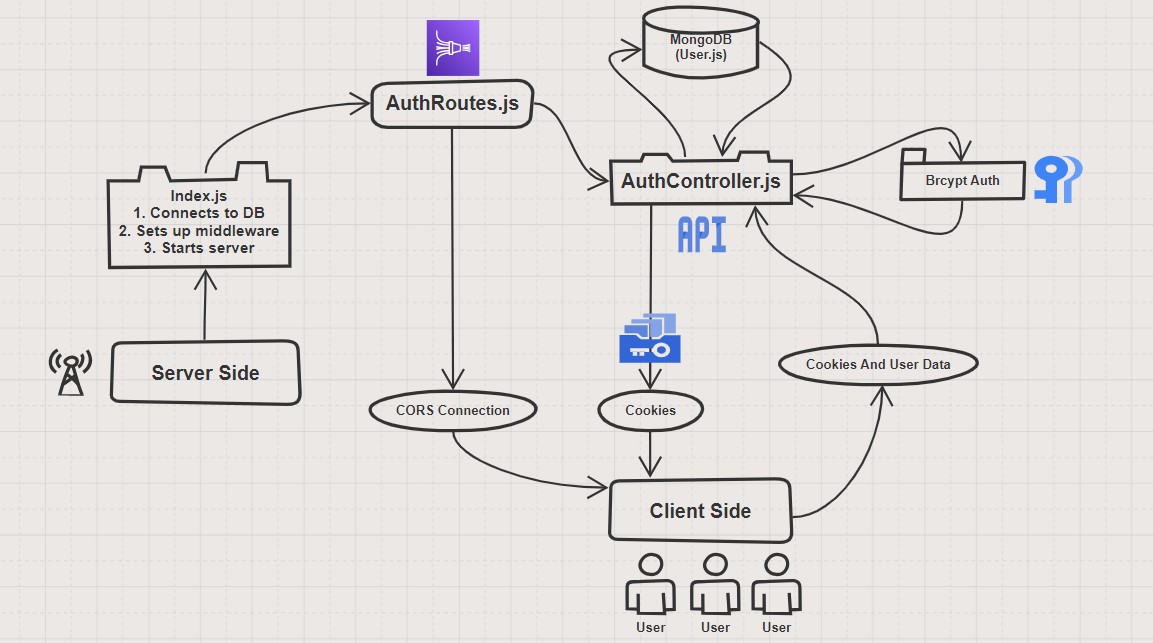 MongoDB
(User.js)
AuthRoutes.js
Index.js
1. Connects to DB
2. Sets up middleware
3. Starts server
AuthController.js
Brcypt Auth
API
Server Side
Cookies And User Data
CORS Connection
Cookies
Client Side
User
User
User